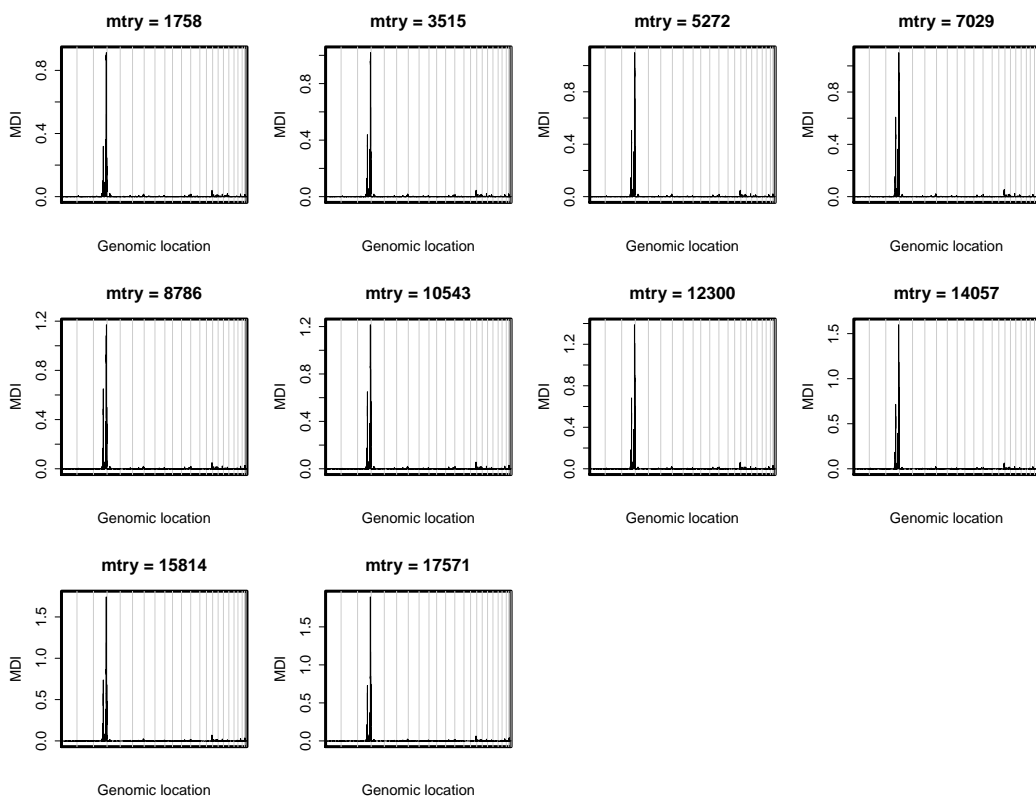 mtry = 1758
MDI
0.0 0.4 0.8
Genomic location
mtry = 3515
MDI
0.0 0.4 0.8
Genomic location
mtry = 5272
MDI
0.0 0.4 0.8
Genomic location
mtry = 7029
MDI
0.0 0.4 0.8
Genomic location
mtry = 8786
MDI
0.0 0.4 0.8 1.2
Genomic location
mtry = 10543
MDI
0.0 0.4 0.8 1.2
Genomic location
mtry = 12300
MDI
0.0 0.4 0.8 1.2
Genomic location
mtry = 14057
MDI
0.0 0.5 1.0 1.5
Genomic location
mtry = 15814
MDI
0.0 0.5 1.0 1.5
Genomic location
mtry = 17571
MDI
0.0 0.5 1.0 1.5
Genomic location